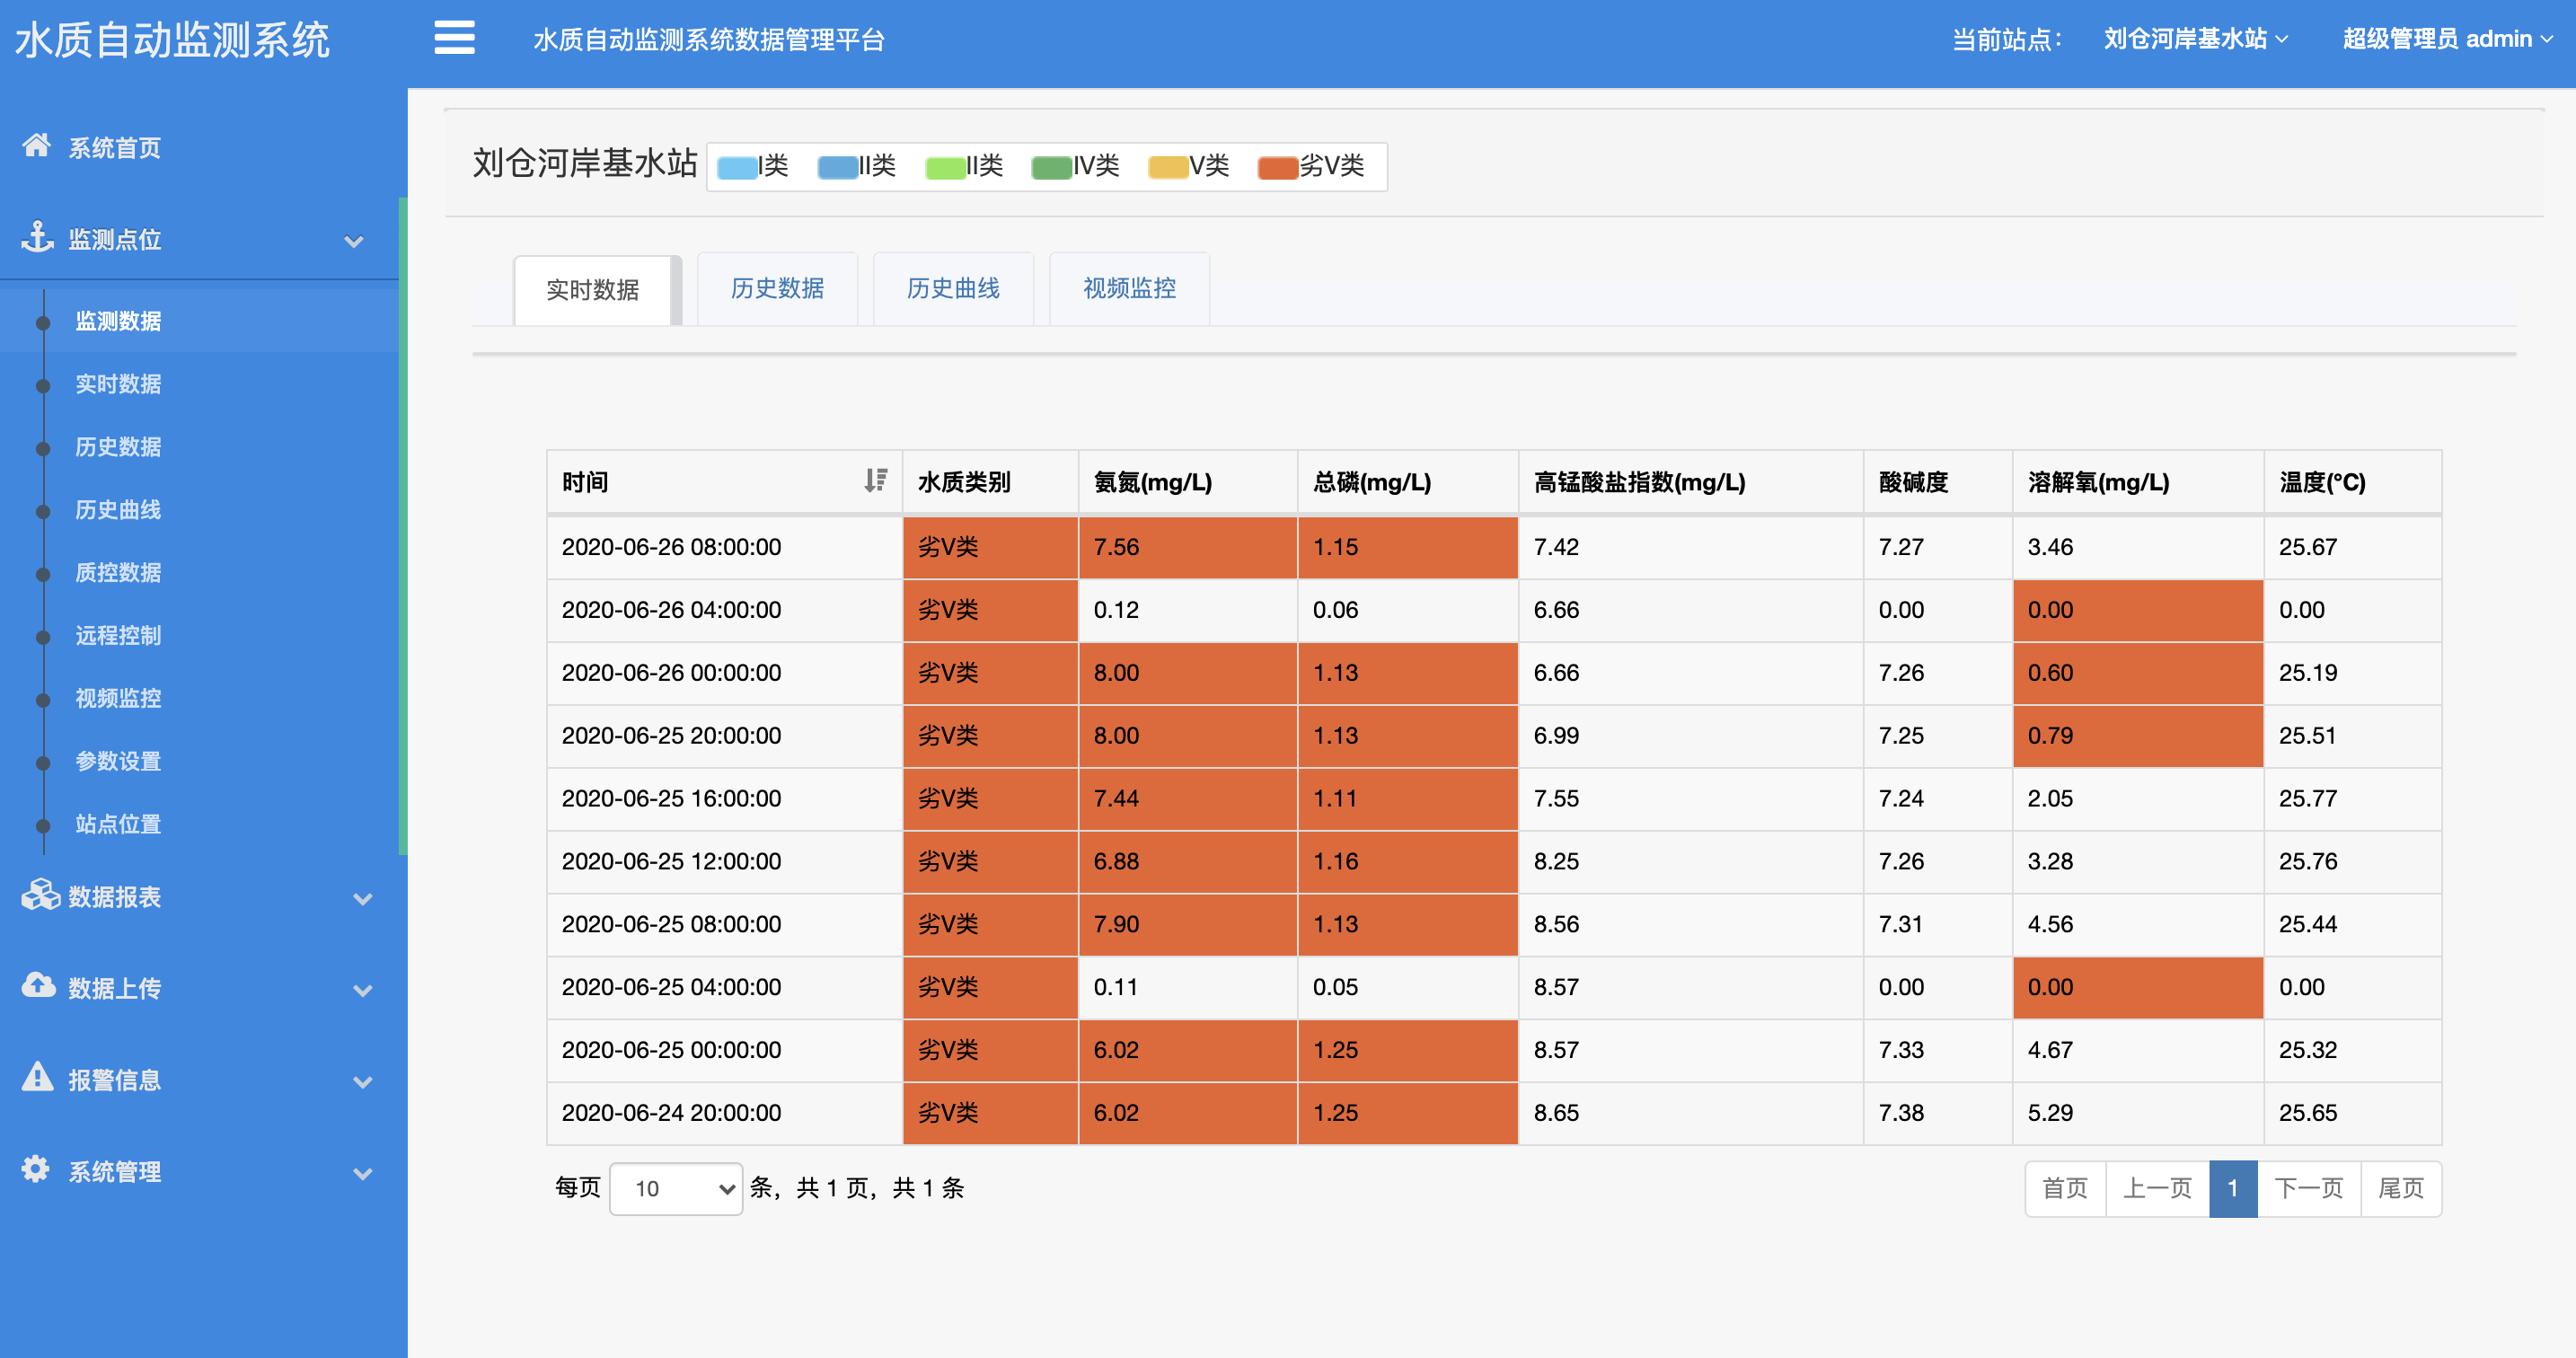 水质自动监测系统
水质自动监测系统数据管理平台
当前站点：
刘仓河岸基水站
超级管理员 admin
系统首页
监测点位
监测数据
实时数据
历史数据
历史曲线
质控数据
远程控制
视频监控
参数设置
站点位置
数据报表
数据上传
报警信息
系统管理
刘仓河岸基水站 I类 II类 II类 IV类 V类 劣V类
实时数据 历史数据 历史曲线 视频监控
时间 水质类别 氨氮(mg/L) 总磷(mg/L) 高锰酸盐指数(mg/L) 酸碱度 溶解氧(mg/L) 温度(°C)
2020-06-26 08:00:00 劣V类 7.56 1.15 7.42 7.27 3.46 25.67
2020-06-26 04:00:00 劣V类 0.12 0.06 6.66 0.00 0.00 0.00
2020-06-26 00:00:00 劣V类 8.00 1.13 6.66 7.26 0.60 25.19
2020-06-25 20:00:00 劣V类 8.00 1.13 6.99 7.25 0.79 25.51
2020-06-25 16:00:00 劣V类 7.44 1.11 7.55 7.24 2.05 25.77
2020-06-25 12:00:00 劣V类 6.88 1.16 8.25 7.26 3.28 25.76
2020-06-25 08:00:00 劣V类 7.90 1.13 8.56 7.31 4.56 25.44
2020-06-25 04:00:00 劣V类 0.11 0.05 8.57 0.00 0.00 0.00
2020-06-25 00:00:00 劣V类 6.02 1.25 8.57 7.33 4.67 25.32
2020-06-24 20:00:00 劣V类 6.02 1.25 8.65 7.38 5.29 25.65
每页 10 条，共 1 页，共 1 条
首页 上一页 1 下一页 尾页